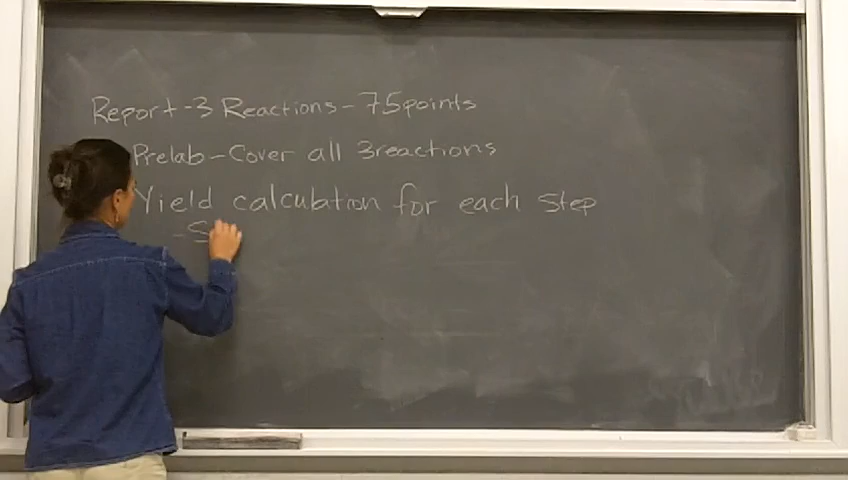 Report-3 Reactions-75points
Prelab-Cover all 3reactions
Yield calculation for each Step
-S